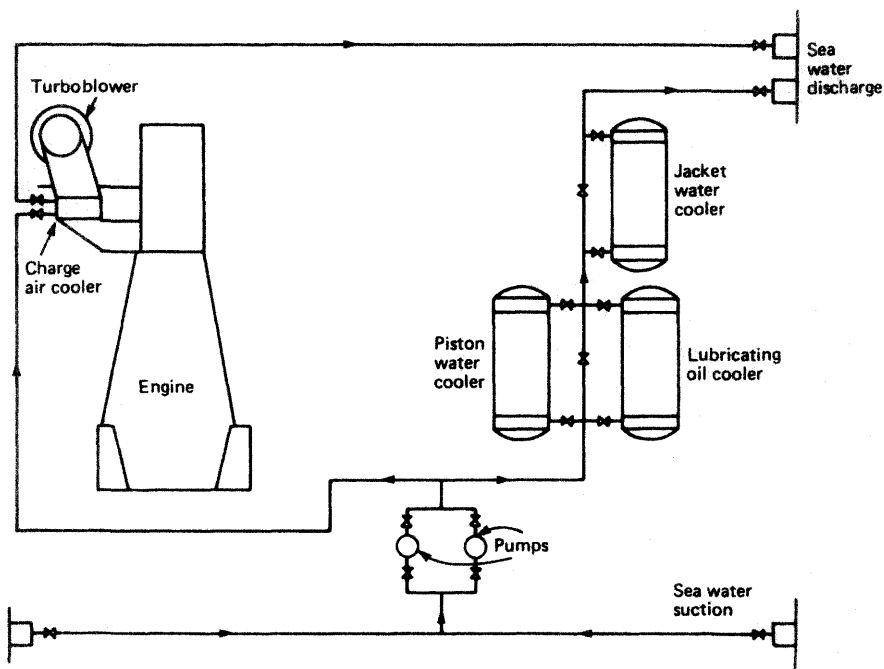 Sea
water
discharge
Turboblower
Jacket
water
cooler
Charge
air cooler
Piston
water
cooler
Lubricating
oil cooler
Engine
Pumps
Sea water
suction